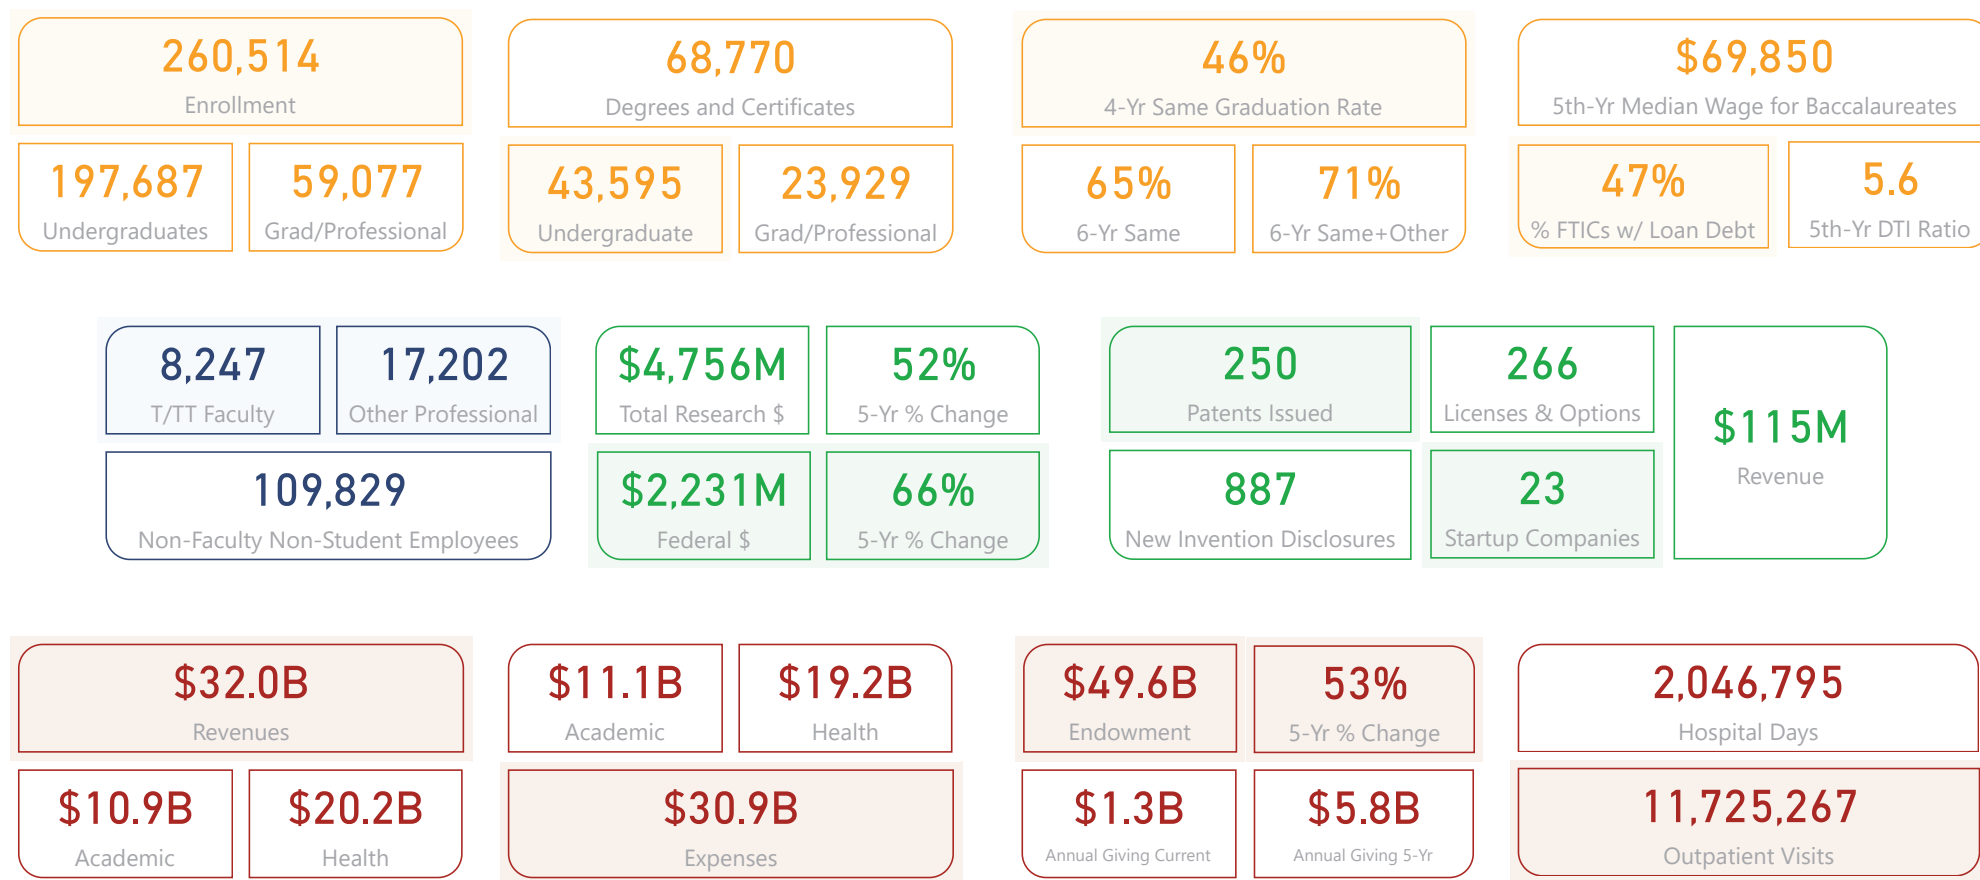 260,514
Enrollment
197,687
Undergraduates
59,077
Grad/Professional
68,770
Degrees and Certificates
43,595
Undergraduate
23,929
Grad/Professional
46%
4-Yr Same Graduation Rate
65%
6-Yr Same
71%
6-Yr Same+Other
$69,850
5th-Yr Median Wage for Baccalaureates
47%
% FTICs w/ Loan Debt
5.6
5th-Yr DTI Ratio
8,247
T/TT Faculty
17,202
Other Professional
109,829
Non-Faculty Non-Student Employees
$4,756M
Total Research $
52%
5-Yr % Change
$2,231M
Federal $
66%
5-Yr % Change
250
Patents Issued
266
Licenses & Options
887
New Invention Disclosures
23
Startup Companies
$115M
Revenue
$32.0B
Revenues
$10.9B
Academic
$20.2B
Health
$11.1B
Academic
$19.2B
Health
$30.9B
Expenses
$49.6B
Endowment
53%
5-Yr % Change
$1.3B
Annual Giving Current
$5.8B
Annual Giving 5-Yr
2,046,795
Hospital Days
11,725,267
Outpatient Visits